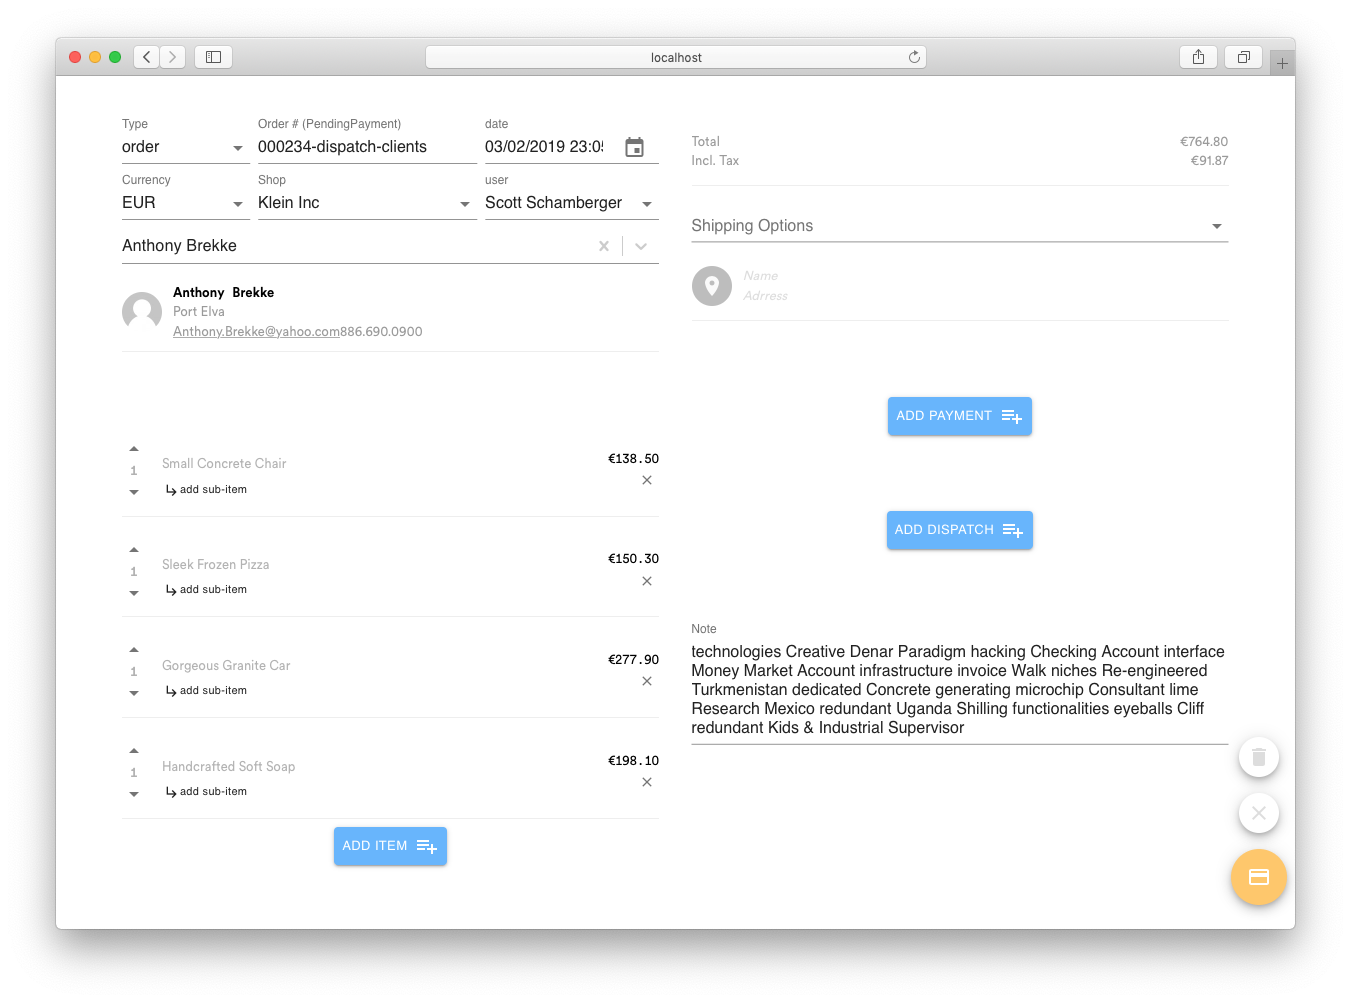 localhost
Type
order
Order # (PendingPayment)
000234-dispatch-clients
date
03/02/2019 23:05
Currency
EUR
Shop
Klein Inc
user
Scott Schamberger
Anthony Brekke
Anthony Brekke
Port Elva
Anthony.Brekke@yahoo.com886.690.0900
1
Small Concrete Chair
€138.50
add sub-item
1
Sleek Frozen Pizza
€150.30
add sub-item
1
Gorgeous Granite Car
€277.90
add sub-item
1
Handcrafted Soft Soap
€198.10
add sub-item
ADD ITEM
Total €764.80
Incl. Tax €91.87
Shipping Options
Name
Adrress
ADD PAYMENT
ADD DISPATCH
Note
technologies Creative Denar Paradigm hacking Checking Account interface
Money Market Account infrastructure invoice Walk niches Re-engineered
Turkmenistan dedicated Concrete generating microchip Consultant lime
Research Mexico redundant Uganda Shilling functionalities eyeballs Cliff
redundant Kids & Industrial Supervisor